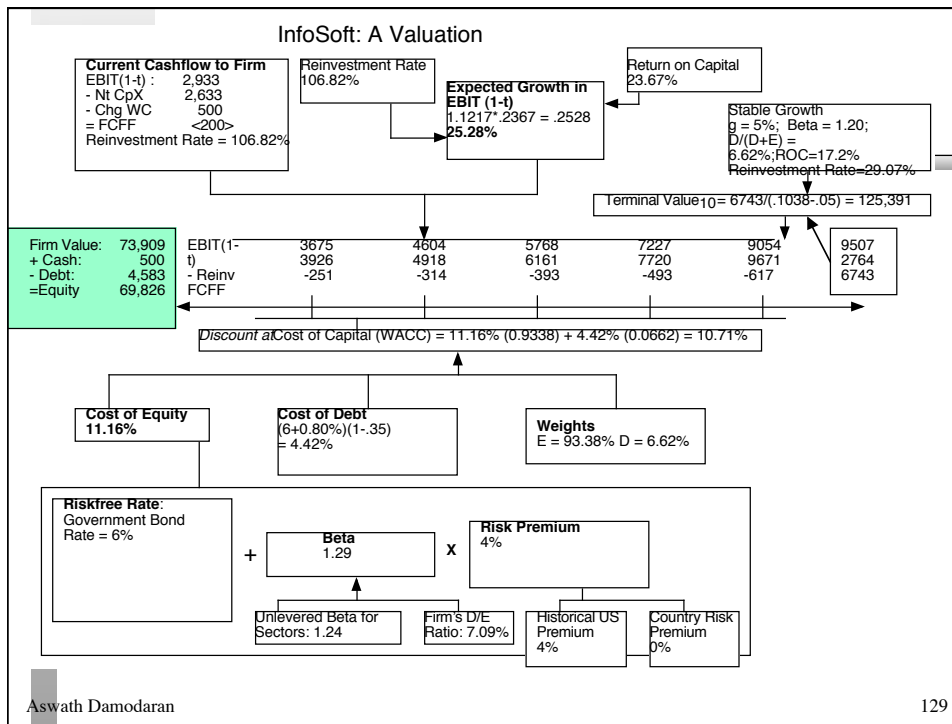 InfoSoft: A Valuation
Current Cashflow to Firm
EBIT(1-t) : 2,933
- Nt CpX 2,633
- Chg WC 500
= FCFF <200>
Reinvestment Rate = 106.82%
Reinvestment Rate
106.82%
Expected Growth in
EBIT (1-t)
1.1217*.2367 = .2528
25.28%
Return on Capital
23.67%
Stable Growth
g = 5%; Beta = 1.20;
D/(D+E) =
6.62%;ROC=17.2%
Reinvestment Rate=29.07%
Terminal Value10= 6743/(.1038-.05) = 125,391
Firm Value: 73,909
+ Cash: 500
- Debt: 4,583
=Equity 69,826
EBIT(1- 3675 4604 5768 7227 9054 9507
t) 3926 4918 6161 7720 9671 2764
- Reinv -251 -314 -393 -493 -617 6743
FCFF
Discount at Cost of Capital (WACC) = 11.16% (0.9338) + 4.42% (0.0662) = 10.71%
Cost of Equity
11.16%
Cost of Debt
(6+0.80%)(1-.35)
= 4.42%
Weights
E = 93.38% D = 6.62%
Riskfree Rate:
Government Bond
Rate = 6%
+
Beta
1.29
X
Risk Premium
4%
Unlevered Beta for
Sectors: 1.24
Firm's D/E
Ratio: 7.09%
Historical US
Premium
4%
Country Risk
Premium
0%
Aswath Damodaran 129